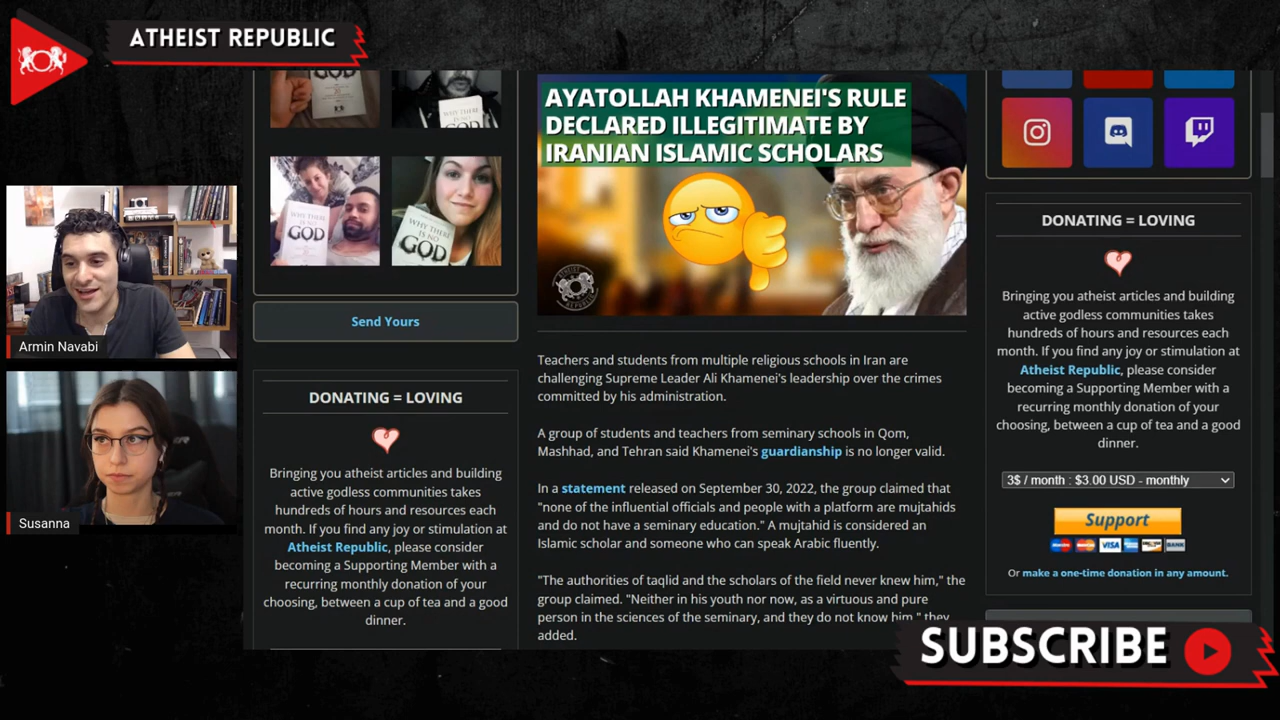 ATHEIST REPUBLIC
Armin Navabi
Susanna
WHY THERE
IS NO
GOD
WHY THERE
IS NO
GOD
Send Yours
DONATING = LOVING
Bringing you atheist articles and building
active godless communities takes
hundreds of hours and resources each
month. If you find any joy or stimulation at
Atheist Republic, please consider
becoming a Supporting Member with a
recurring monthly donation of your
choosing, between a cup of tea and a good
dinner.
AYATOLLAH KHAMENEI'S RULE
DECLARED ILLEGITIMATE BY
IRANIAN ISLAMIC SCHOLARS
Teachers and students from multiple religious schools in Iran are
challenging Supreme Leader Ali Khamenei's leadership over the crimes
committed by his administration.
A group of students and teachers from seminary schools in Qom,
Mashhad, and Tehran said Khamenei's guardianship is no longer valid.
In a statement released on September 30, 2022, the group claimed that
"none of the influential officials and people with a platform are mujtahids
and do not have a seminary education." A mujtahid is considered an
Islamic scholar and someone who can speak Arabic fluently.
"The authorities of taqlid and the scholars of the field never knew him," the
group claimed. "Neither in his youth nor now, as a virtuous and pure
person in the sciences of the seminary, and they do not know him," they
added.
DONATING = LOVING
Bringing you atheist articles and building
active godless communities takes
hundreds of hours and resources each
month. If you find any joy or stimulation at
Atheist Republic, please consider
becoming a Supporting Member with a
recurring monthly donation of your
choosing, between a cup of tea and a good
dinner.
3$ / month : $3.00 USD - monthly
Support
VISA
BANK
Or make a one-time donation in any amount.
SUBSCRIBE